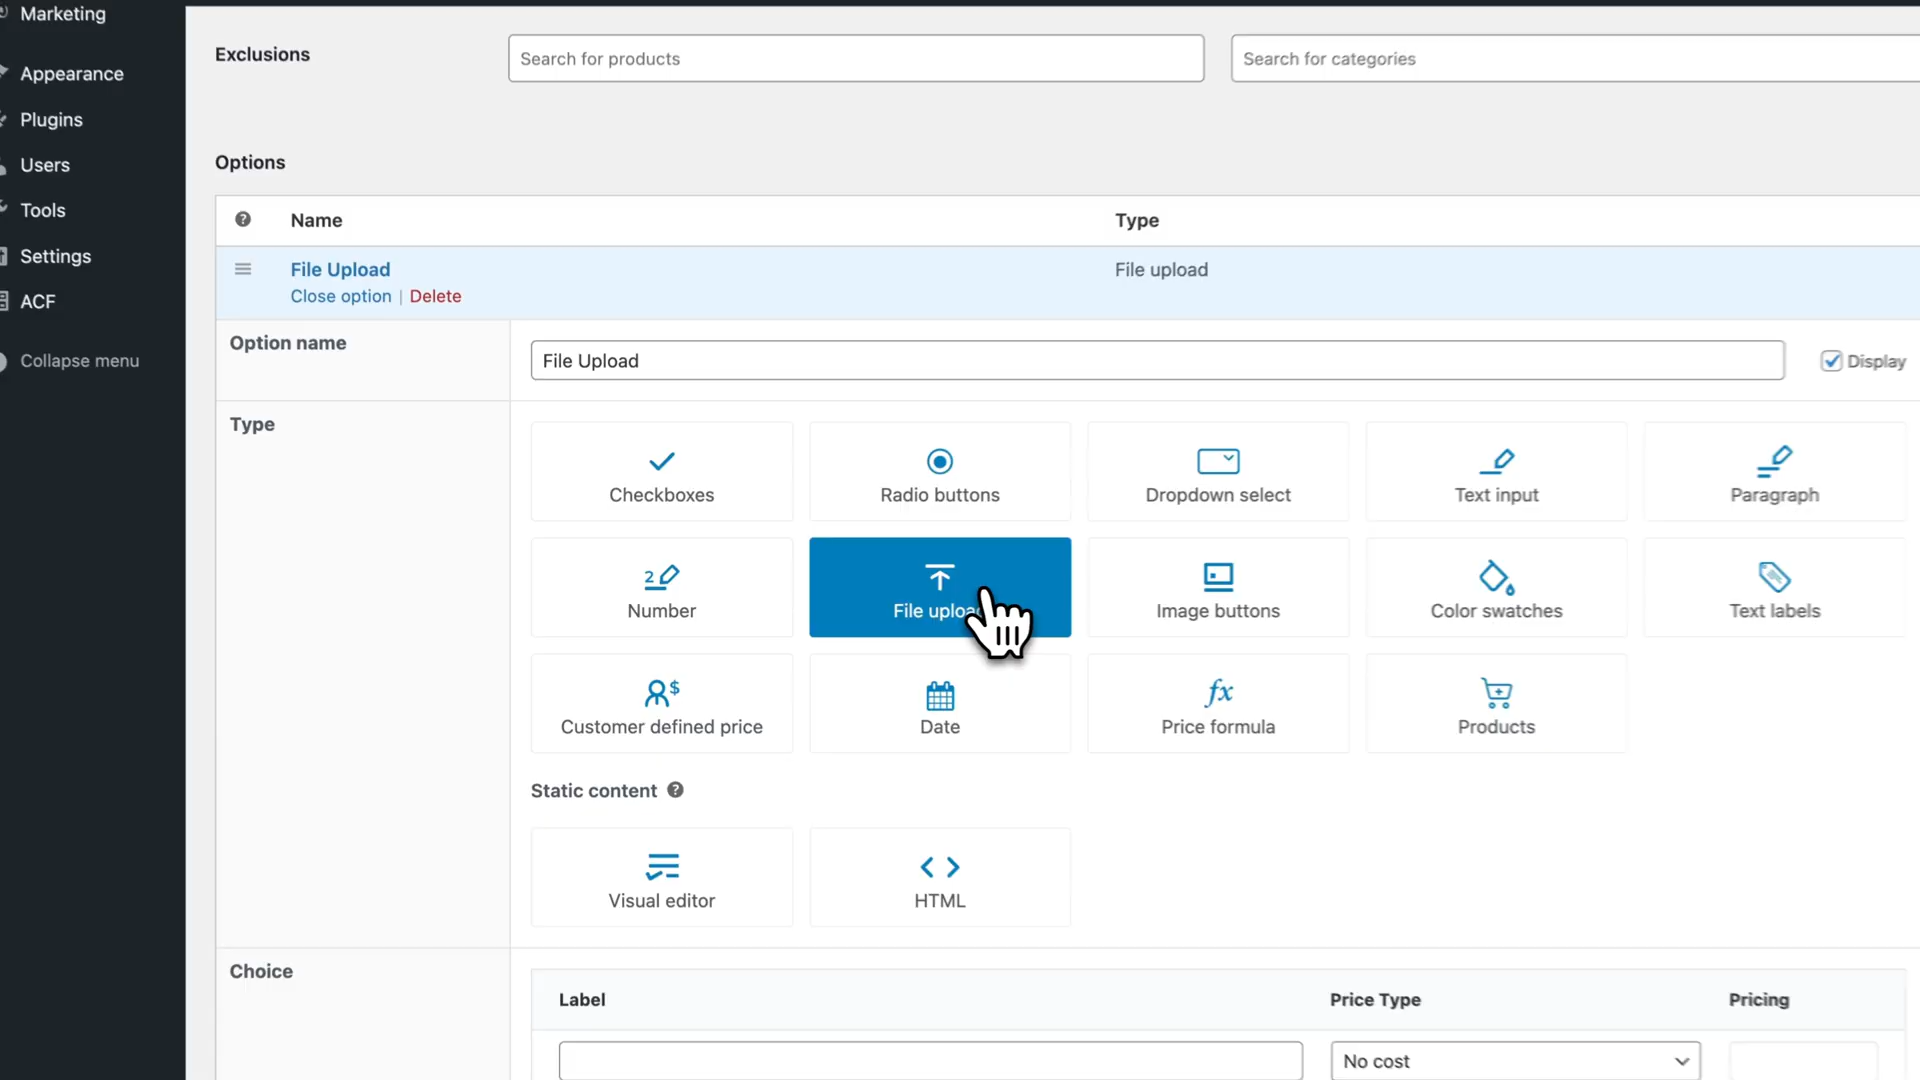 Marketing
Appearance
Plugins
Users
Tools
Settings
ACF
Collapse menu
Exclusions
Search for products
Search for categories
Options
Name
Type
File Upload
File upload
Close option | Delete
Option name
File Upload
Display
Type
Checkboxes
Radio buttons
Dropdown select
Text input
Paragraph
2
Number
File upload
Image buttons
Color swatches
Text labels
$
Customer defined price
Date
fx
Price formula
Products
Static content
Visual editor
HTML
Choice
Label
Price Type
Pricing
No cost